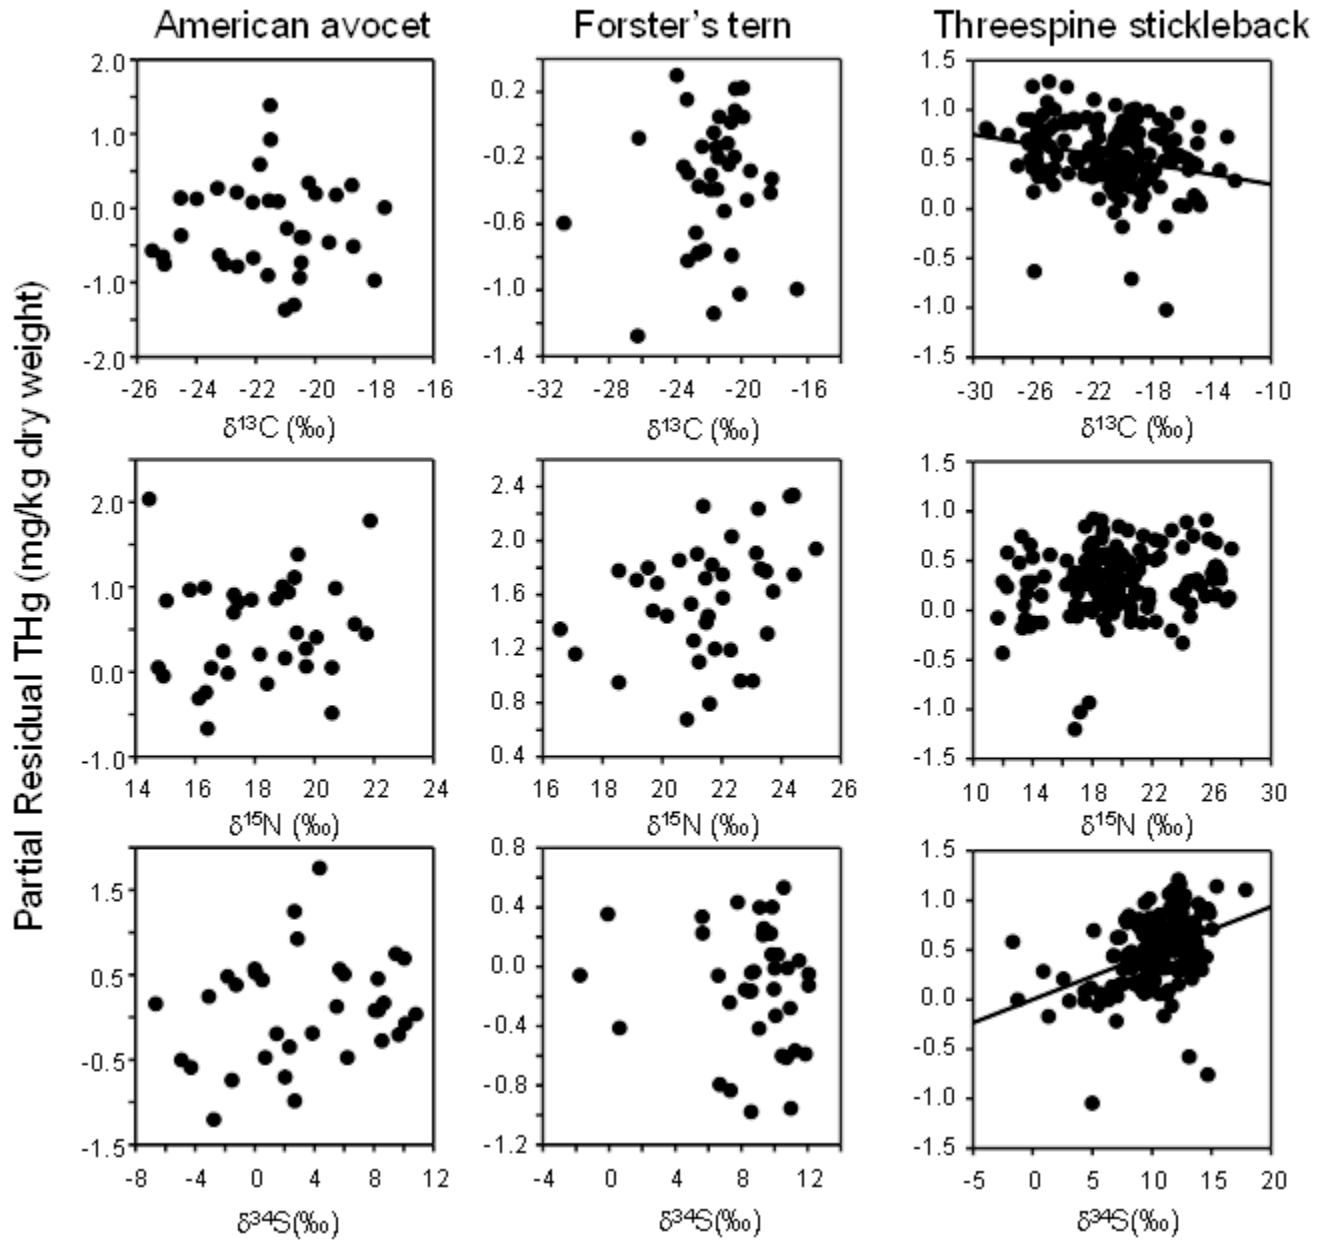 American avocet
Forster's tern
Threespine stickleback
Partial Residual THg (mg/kg dry weight)
2.0
1.0
0.0
-1.0
-2.0
-26 -24 -22 -20 -18 -16
δ¹³C (‰)
0.2
-0.2
-0.6
-1.0
-1.4
-32 -28 -24 -20 -16
δ¹³C (‰)
1.5
1.0
0.5
0.0
-0.5
-1.0
-1.5
-30 -26 -22 -18 -14 -10
δ¹³C (‰)
2.0
1.0
0.0
-1.0
14 16 18 20 22 24
δ¹⁵N (‰)
2.4
2.0
1.6
1.2
0.8
0.4
16 18 20 22 24 26
δ¹⁵N (‰)
1.5
1.0
0.5
0.0
-0.5
-1.0
-1.5
10 14 18 22 26 30
δ¹⁵N (‰)
1.5
0.5
-0.5
-1.5
-8 -4 0 4 8 12
δ³⁴S(‰)
0.8
0.4
0.0
-0.4
-0.8
-1.2
-4 0 4 8 12
δ³⁴S(‰)
1.5
1.0
0.5
0.0
-0.5
-1.0
-1.5
-5 0 5 10 15 20
δ³⁴S(‰)